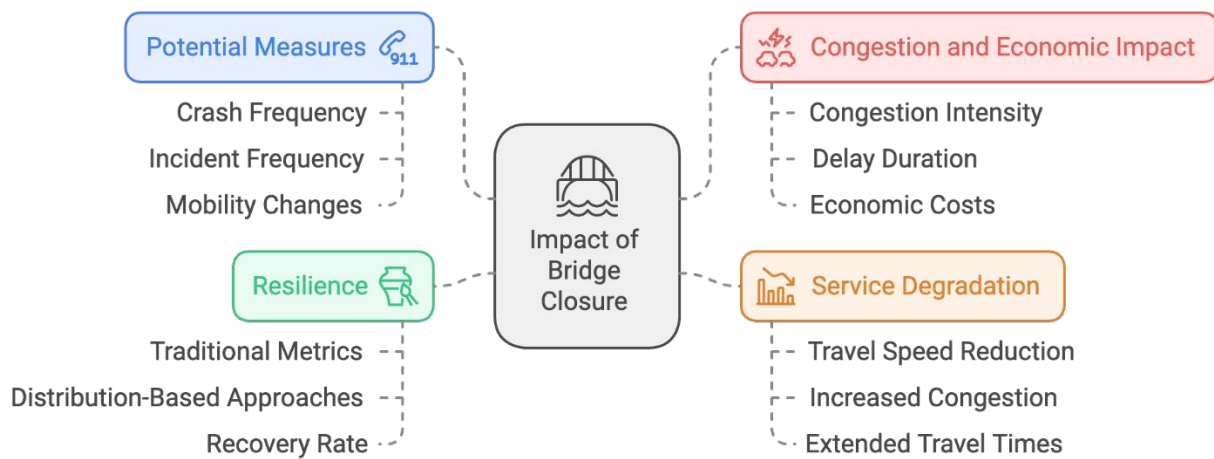 Potential Measures
911
Crash Frequency
Incident Frequency
Mobility Changes
Resilience
Traditional Metrics
Distribution-Based Approaches
Recovery Rate
Impact of
Bridge
Closure
Congestion and Economic Impact
Congestion Intensity
Delay Duration
Economic Costs
Service Degradation
Travel Speed Reduction
Increased Congestion
Extended Travel Times